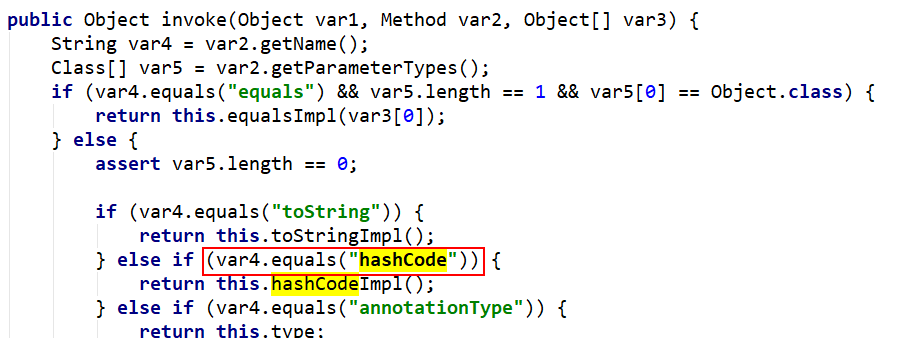 public Object invoke(Object var1, Method var2, Object[] var3) {
String var4 = var2.getName();
Class[] var5 = var2.getParameterTypes();
if (var4.equals("equals") && var5.length == 1 && var5[0] == Object.class) {
return this.equalsImpl(var3[0]);
} else {
assert var5.length == 0;
if (var4.equals("toString")) {
return this.toStringImpl();
} else if (var4.equals("hashCode")) {
return this.hashCodeImpl();
} else if (var4.equals("annotationType")) {
return this.type;